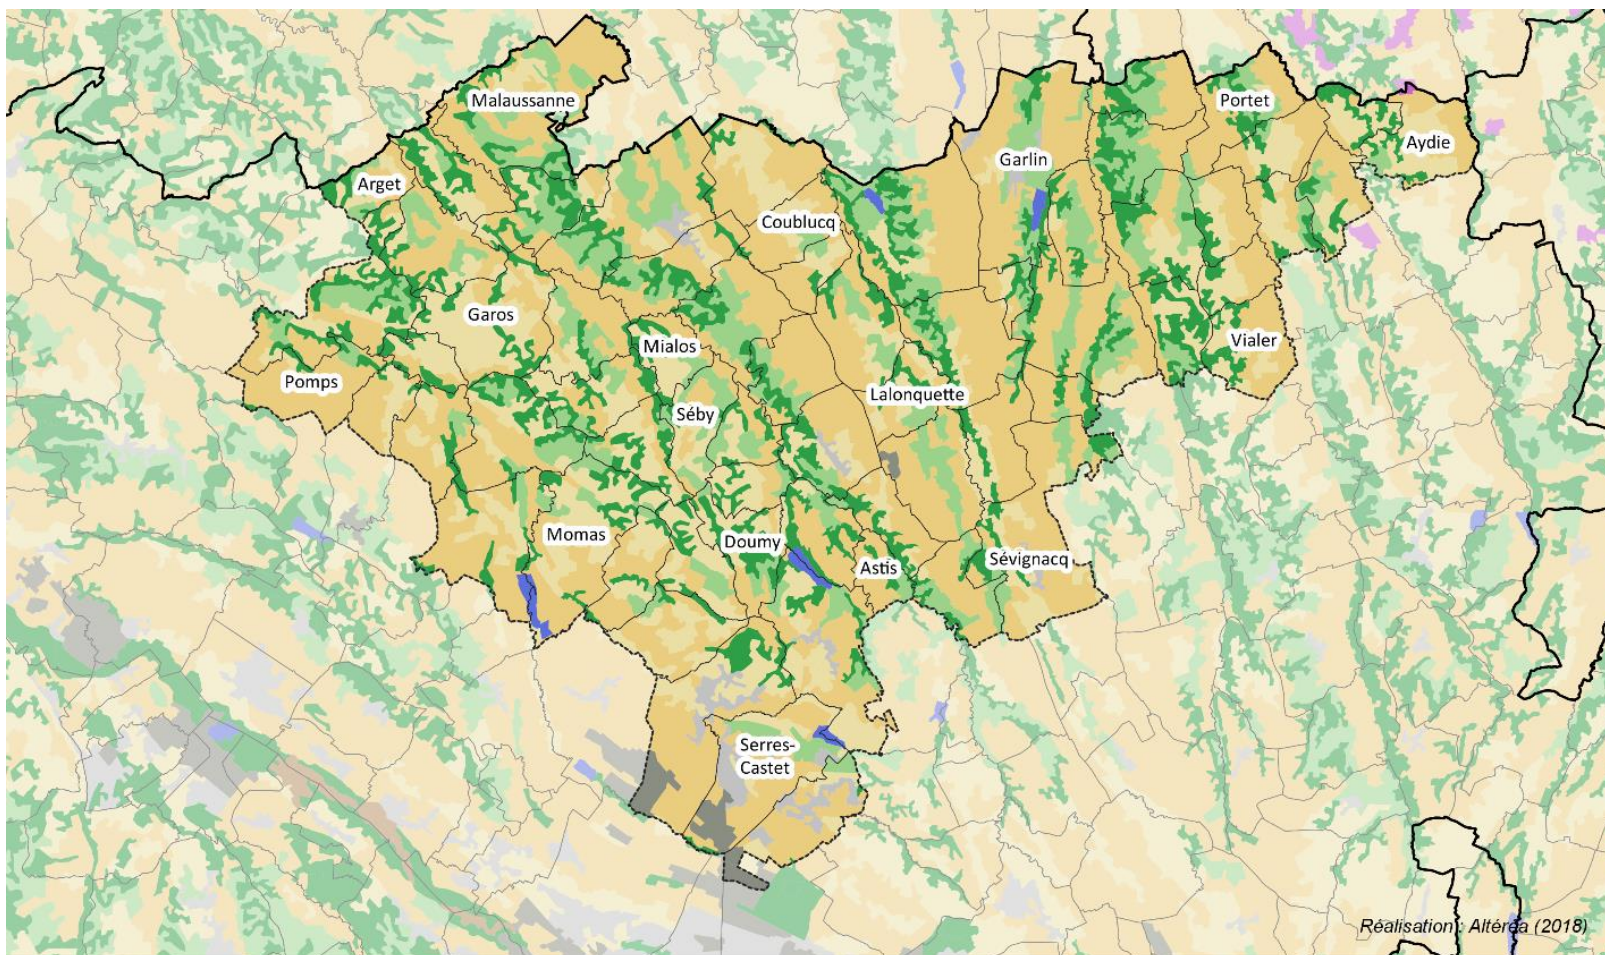 Malaussanne
Portet
Aydie
Garlin
Arget
Coublucq
Garos
Mialos
Vialer
Pomps
Lalonquette
Séby
Momas
Doumy
Astis
Sévignacq
Serres-
Castet
Réalisation: Altéréa (2018)